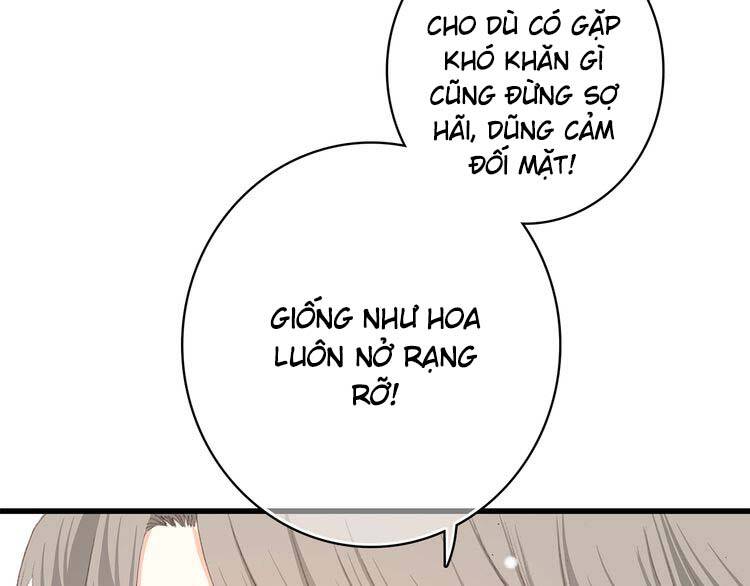 CHO DÙ CÓ GẶP
KHÓ KHĂN GÌ
CŨNG ĐỪNG SỢ
HÃI, DŨNG CẢM
ĐỐI MẶT!
GIỐNG NHƯ HOA
LUÔN NỞ RẠNG
RỠ!